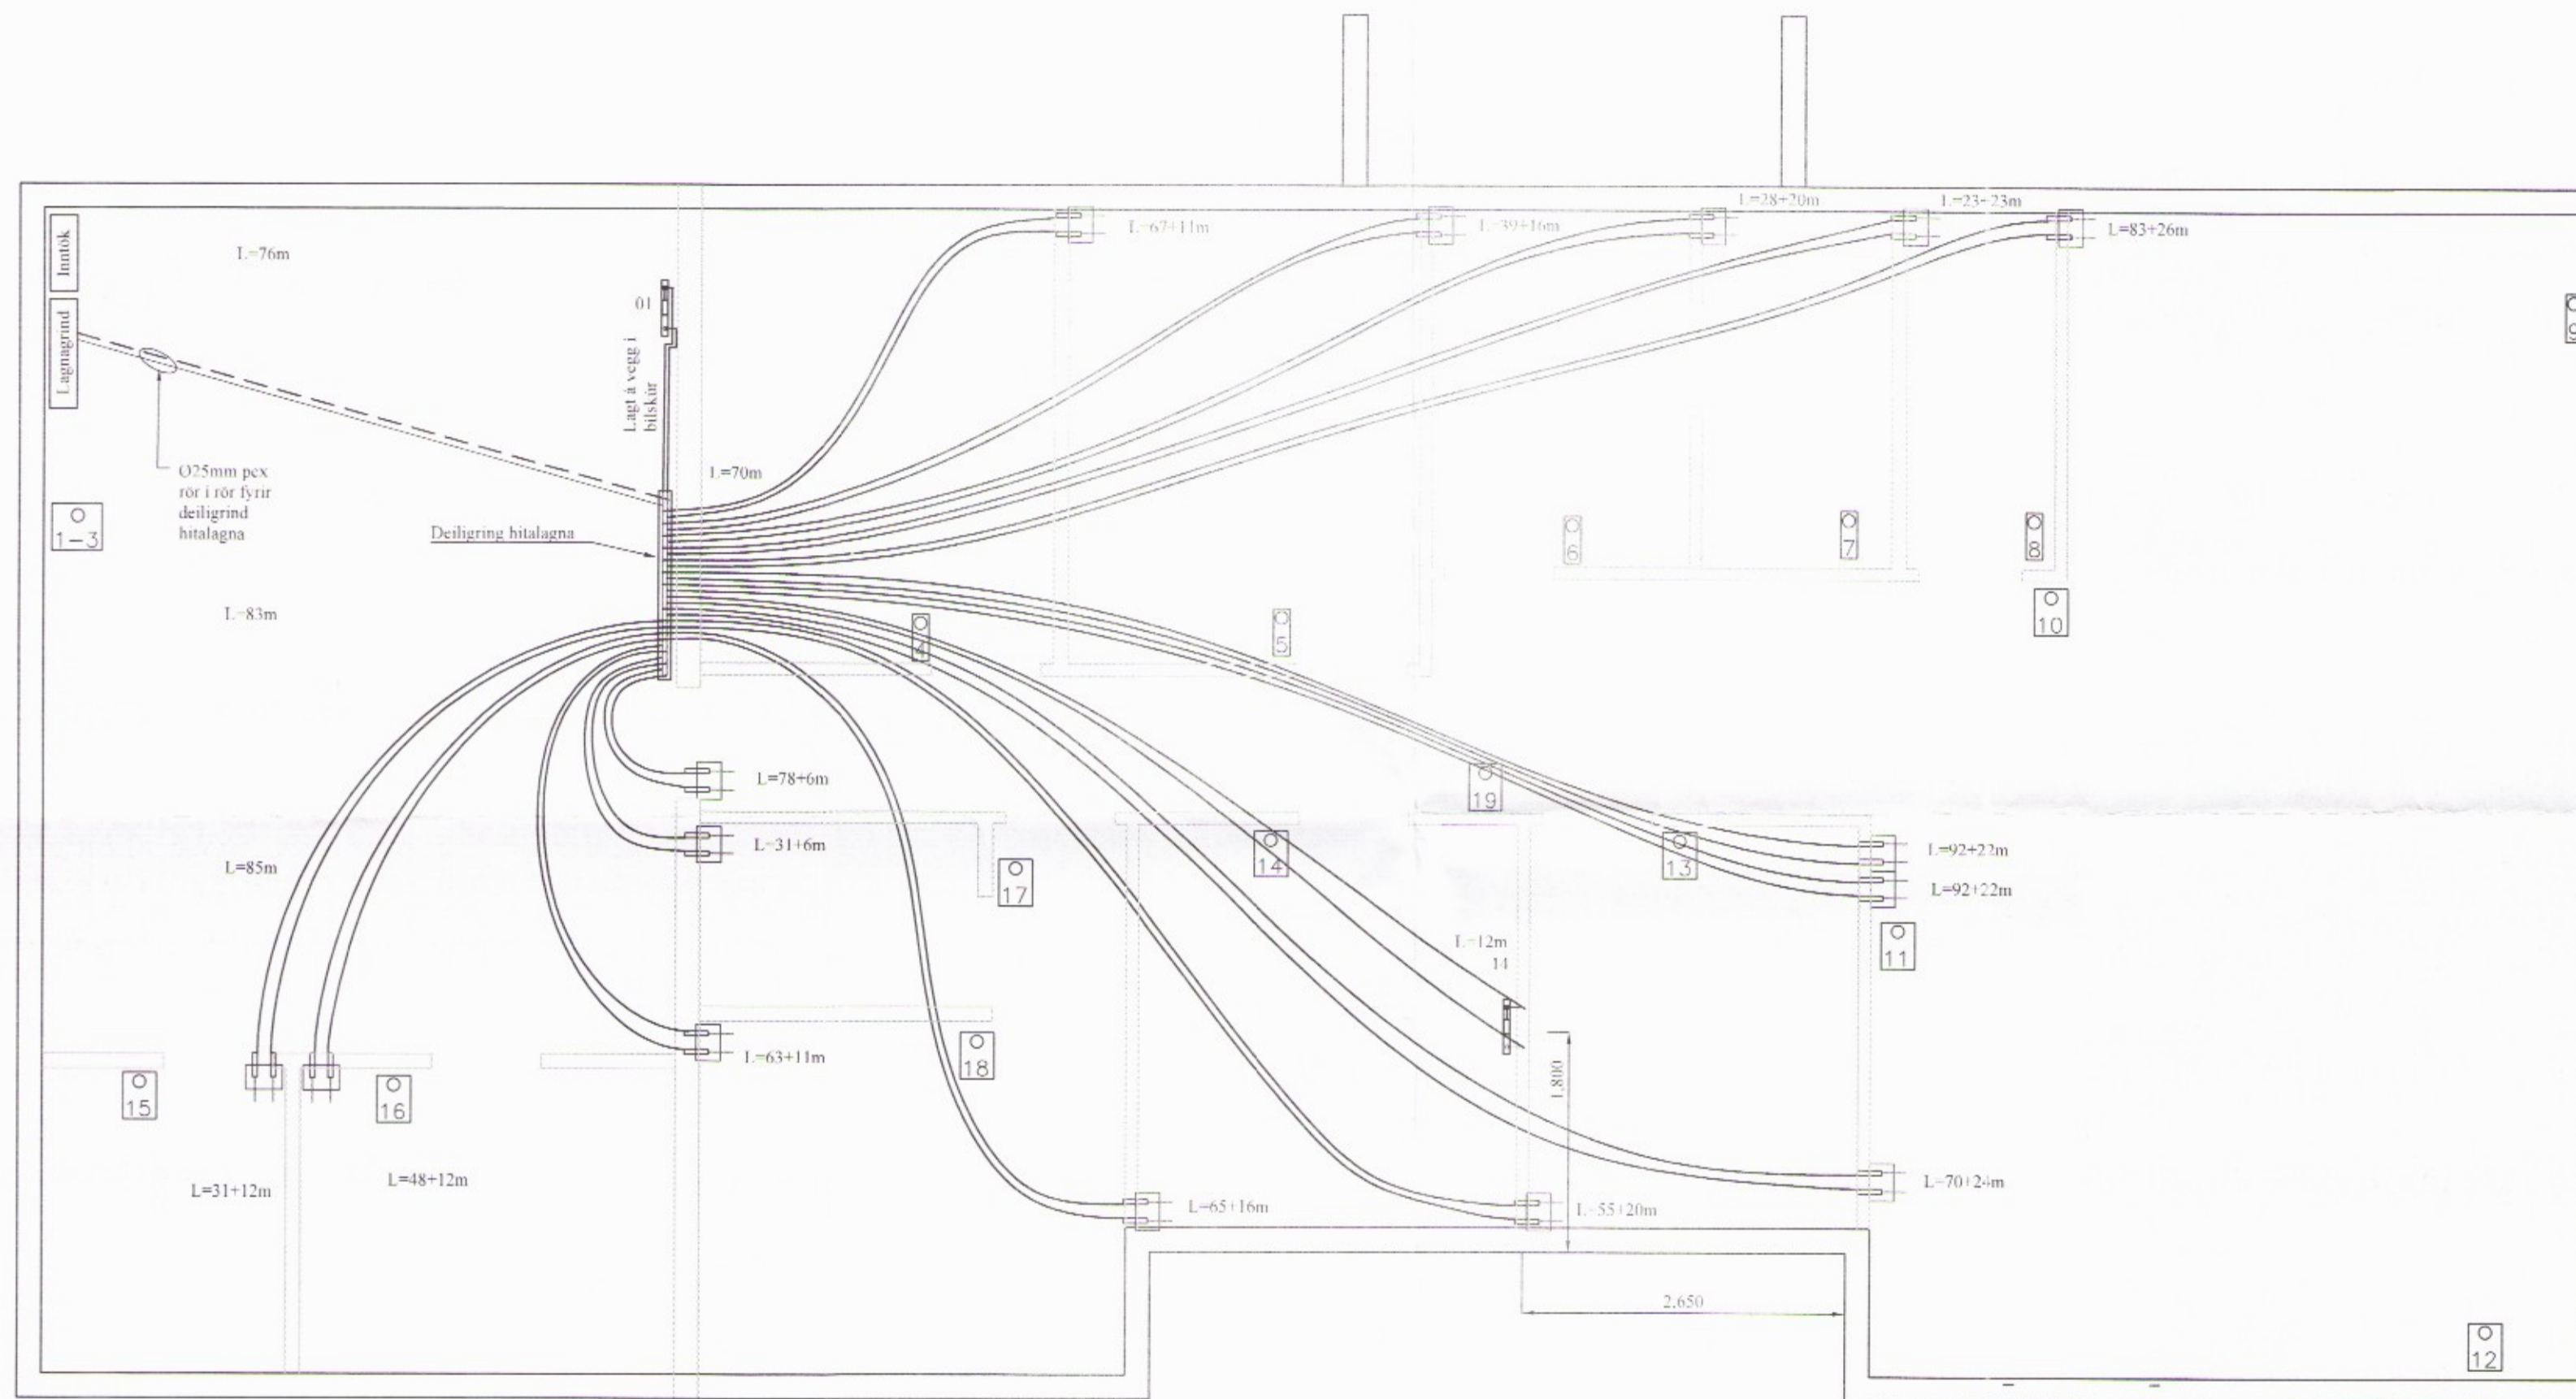 L=28+20m
L=23+23m
L=67+11m
L=39+16m
L=83+26m
Inntök
L=76m
01
9
Lagnagrind
Lagt á vegg í
bílskúr
L=70m
Ø25mm pex
rör í rör fyrir
deiligrind
hitalagna
1-3
Deiligring hitalagna
6
7
8
L=83m
4
5
10
L=78+6m
19
L=31+6m
14
13
L=92+22m
L=85m
17
L=92+22m
L=12m
14
11
L=63+11m
18
1,800
15
16
L=31+12m
L=48+12m
L=65+16m
L=55+20m
L=70+24m
2,650
12